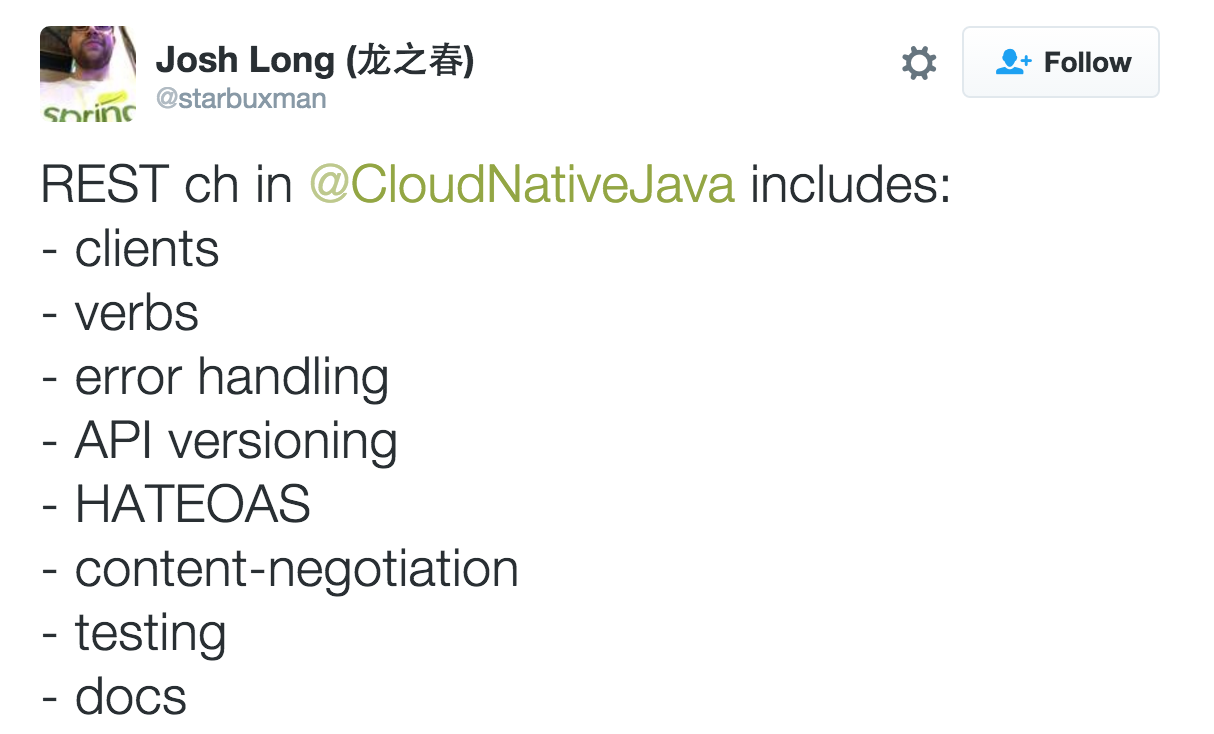 Josh Long (龙之春)
@starbuxman
Follow
spring
REST ch in @CloudNativeJava includes:
- clients
- verbs
- error handling
- API versioning
- HATEOAS
- content-negotiation
- testing
- docs